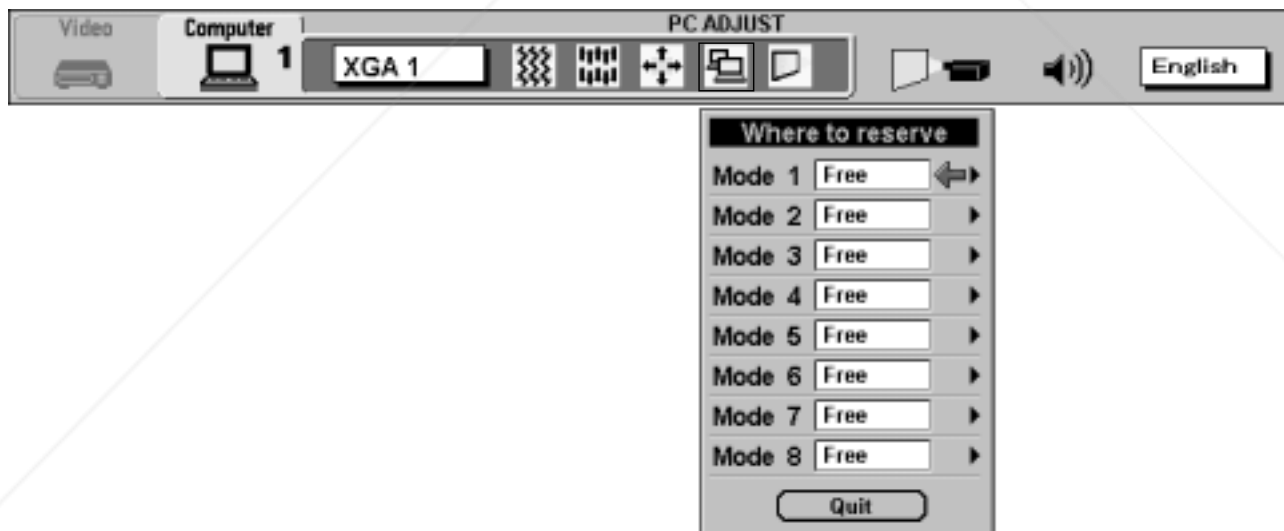 PC ADJUST
Video Computer 1 XGA 1 English
Where to reserve
Mode 1 Free
Mode 2 Free
Mode 3 Free
Mode 4 Free
Mode 5 Free
Mode 6 Free
Mode 7 Free
Mode 8 Free
Quit